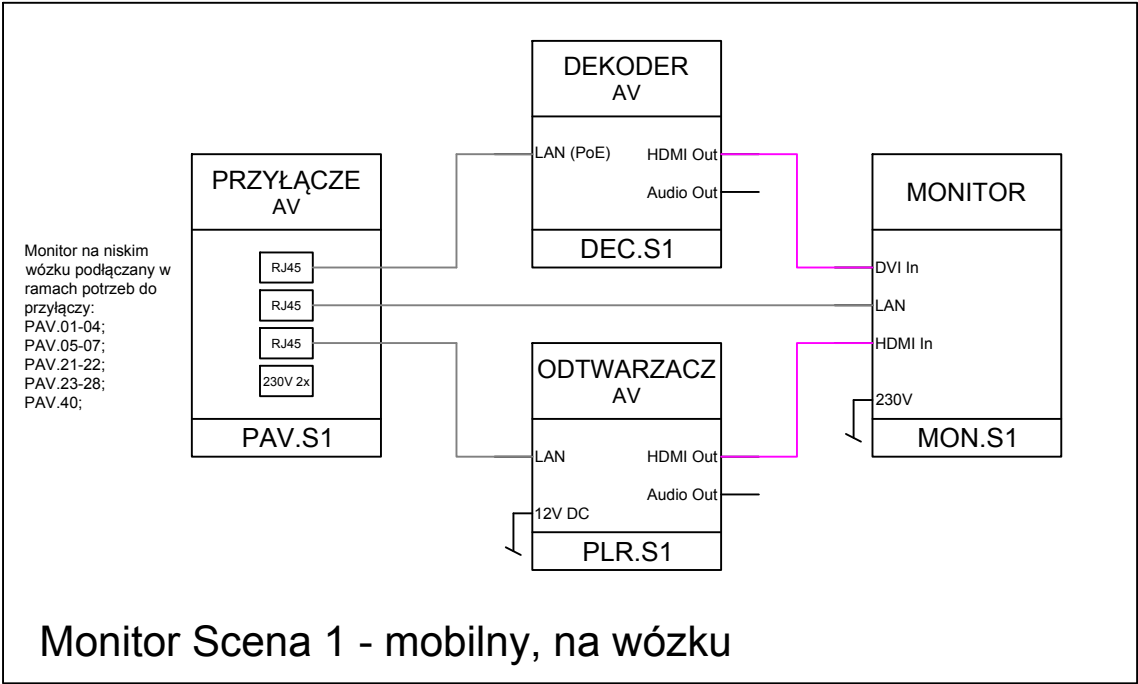 DEKODER
AV
LAN (PoE)
HDMI Out
Audio Out
DEC.S1
PRZYŁĄCZE
AV
RJ45
RJ45
RJ45
230V 2x
PAV.S1
Monitor na niskim
wózku podłączany w
ramach potrzeb do
przyłączy:
PAV.01-04;
PAV.05-07;
PAV.21-22;
PAV.23-28;
PAV.40;
MONITOR
DVI In
LAN
HDMI In
230V
MON.S1
ODTWARZACZ
AV
LAN
HDMI Out
Audio Out
12V DC
PLR.S1
Monitor Scena 1 - mobilny, na wózku